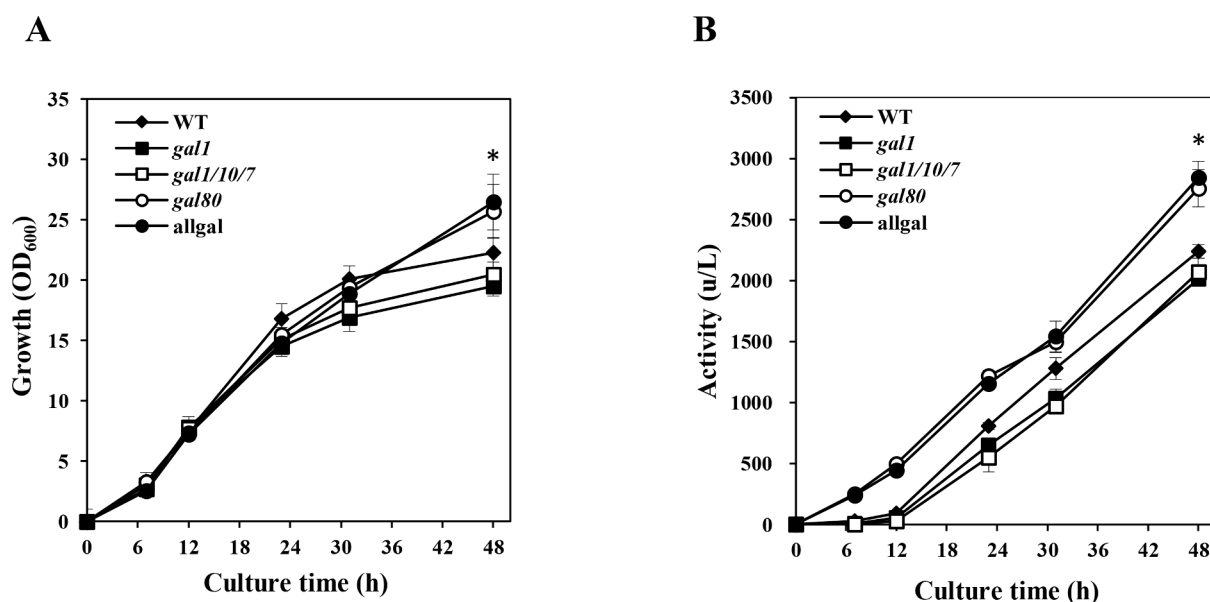 A
Growth (OD600)
35
30
25
20
15
10
5
0
WT
gal1
gal1/10/7
gal80
allgal
*
0 6 12 18 24 30 36 42 48
Culture time (h)
B
Activity (u/L)
3500
3000
2500
2000
1500
1000
500
0
WT
gal1
gal1/10/7
gal80
allgal
*
0 6 12 18 24 30 36 42 48
Culture time (h)